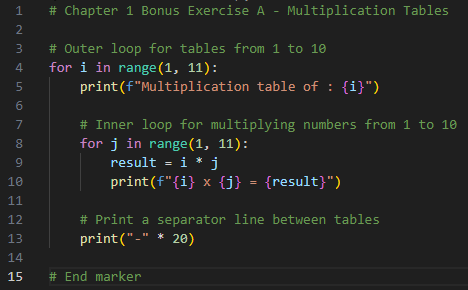 1 # Chapter 1 Bonus Exercise A - Multiplication Tables
2
3 # Outer loop for tables from 1 to 10
4 for i in range(1, 11):
5     print(f"Multiplication table of : {i}")
6
7     # Inner loop for multiplying numbers from 1 to 10
8     for j in range(1, 11):
9         result = i * j
10         print(f"{i} x {j} = {result}")
11
12     # Print a separator line between tables
13     print("-" * 20)
14
15 # End marker